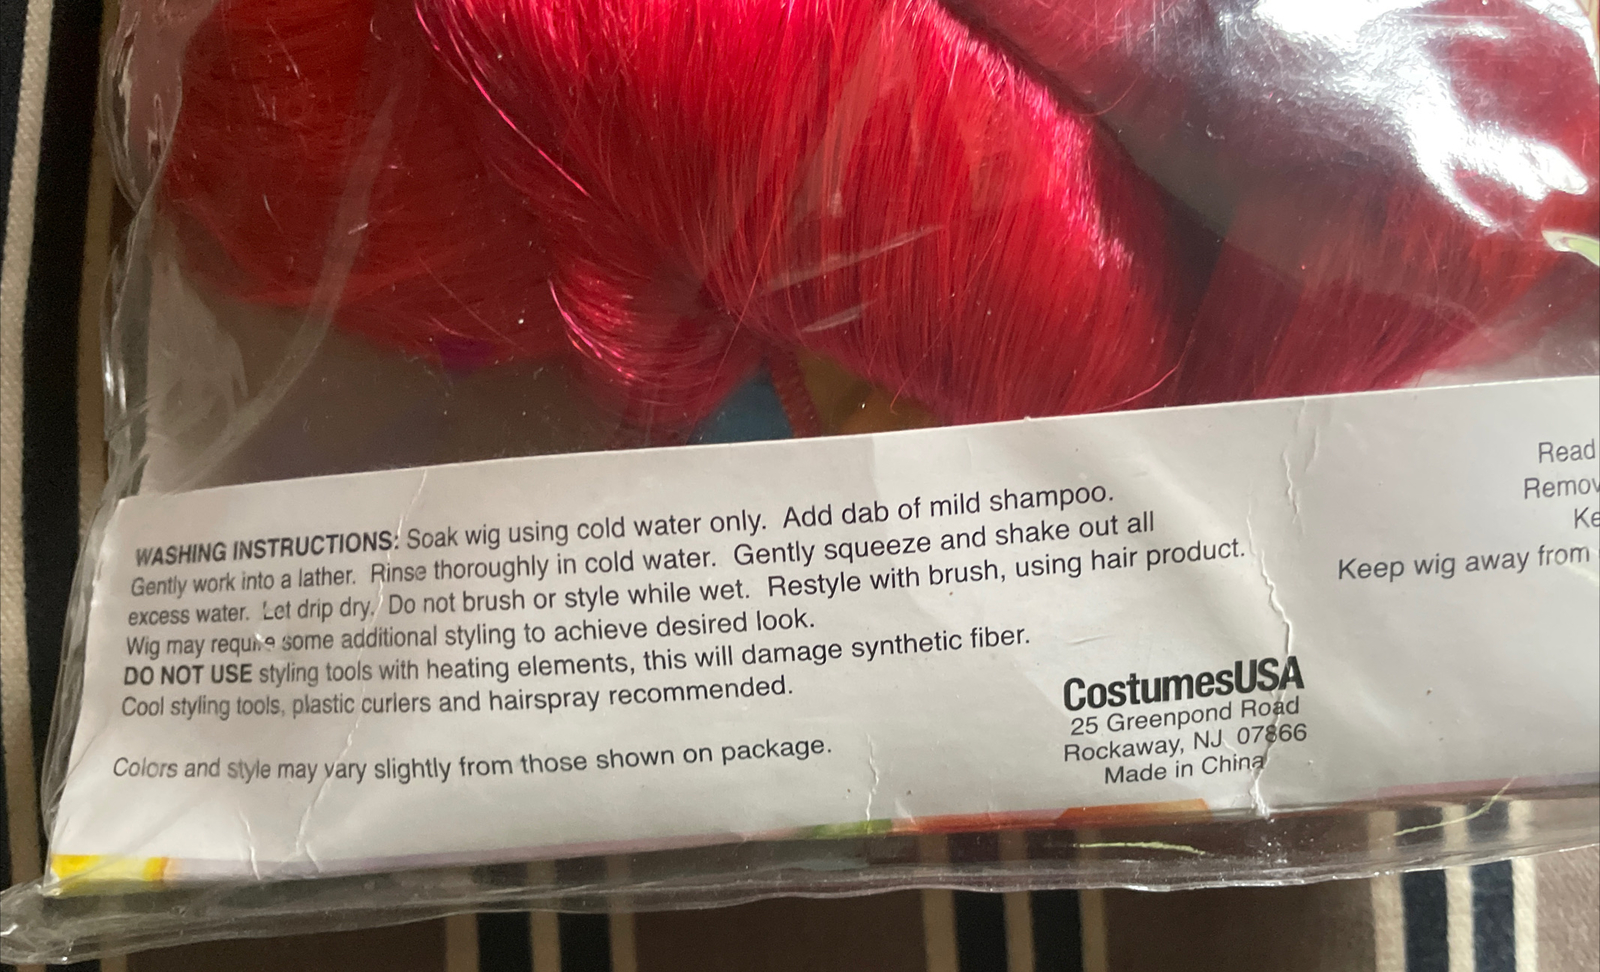 WASHING INSTRUCTIONS: Soak wig using cold water only. Add dab of mild shampoo.
Gently work into a lather. Rinse thoroughly in cold water. Gently squeeze and shake out all
excess water. Let drip dry. Do not brush or style while wet. Restyle with brush, using hair product.
Wig may require some additional styling to achieve desired look.
DO NOT USE styling tools with heating elements, this will damage synthetic fiber.
Cool styling tools, plastic curlers and hairspray recommended.
Colors and style may vary slightly from those shown on package.
CostumesUSA
25 Greenpond Road
Rockaway, NJ 07866
Made in China
Read
Remov
Ke
Keep wig away from